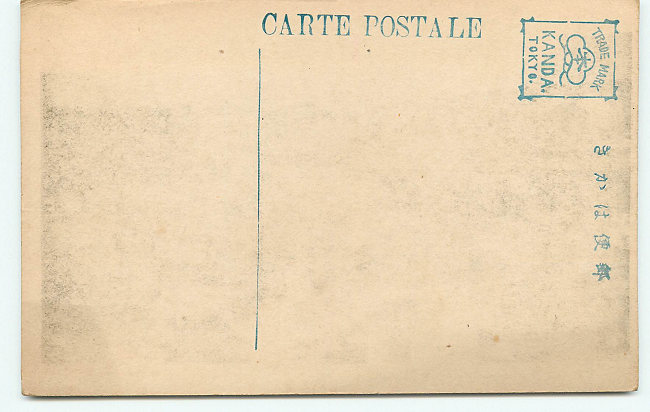 CARTE POSTALE
TRADE MARK
KANDA.
TOKYO.
きかは便郵